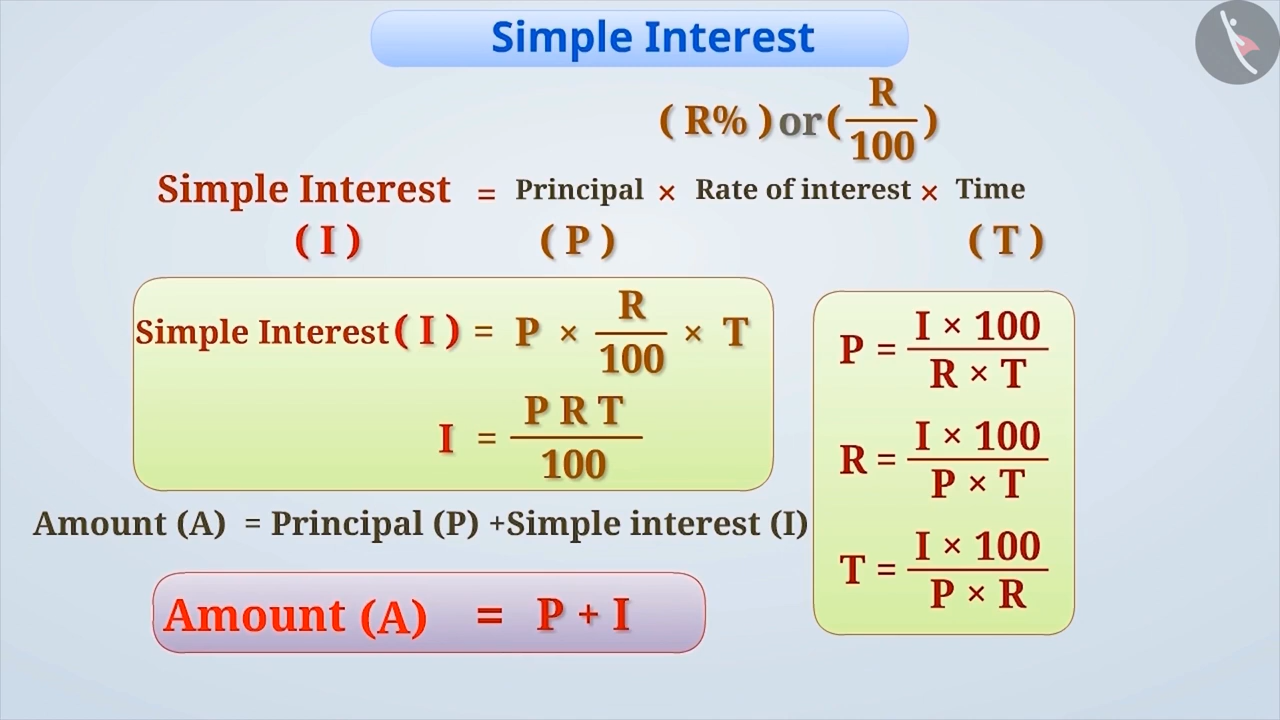 Simple Interest
( R% ) or ( R/100 )
Simple Interest = Principal × Rate of interest × Time
( I ) ( P ) ( T )
Simple Interest ( I ) = P × R/100 × T
I = P R T/100
Amount (A) = Principal (P) +Simple interest (I)
Amount (A) = P + I
P = I × 100/R × T
R = I × 100/P × T
T = I × 100/P × R